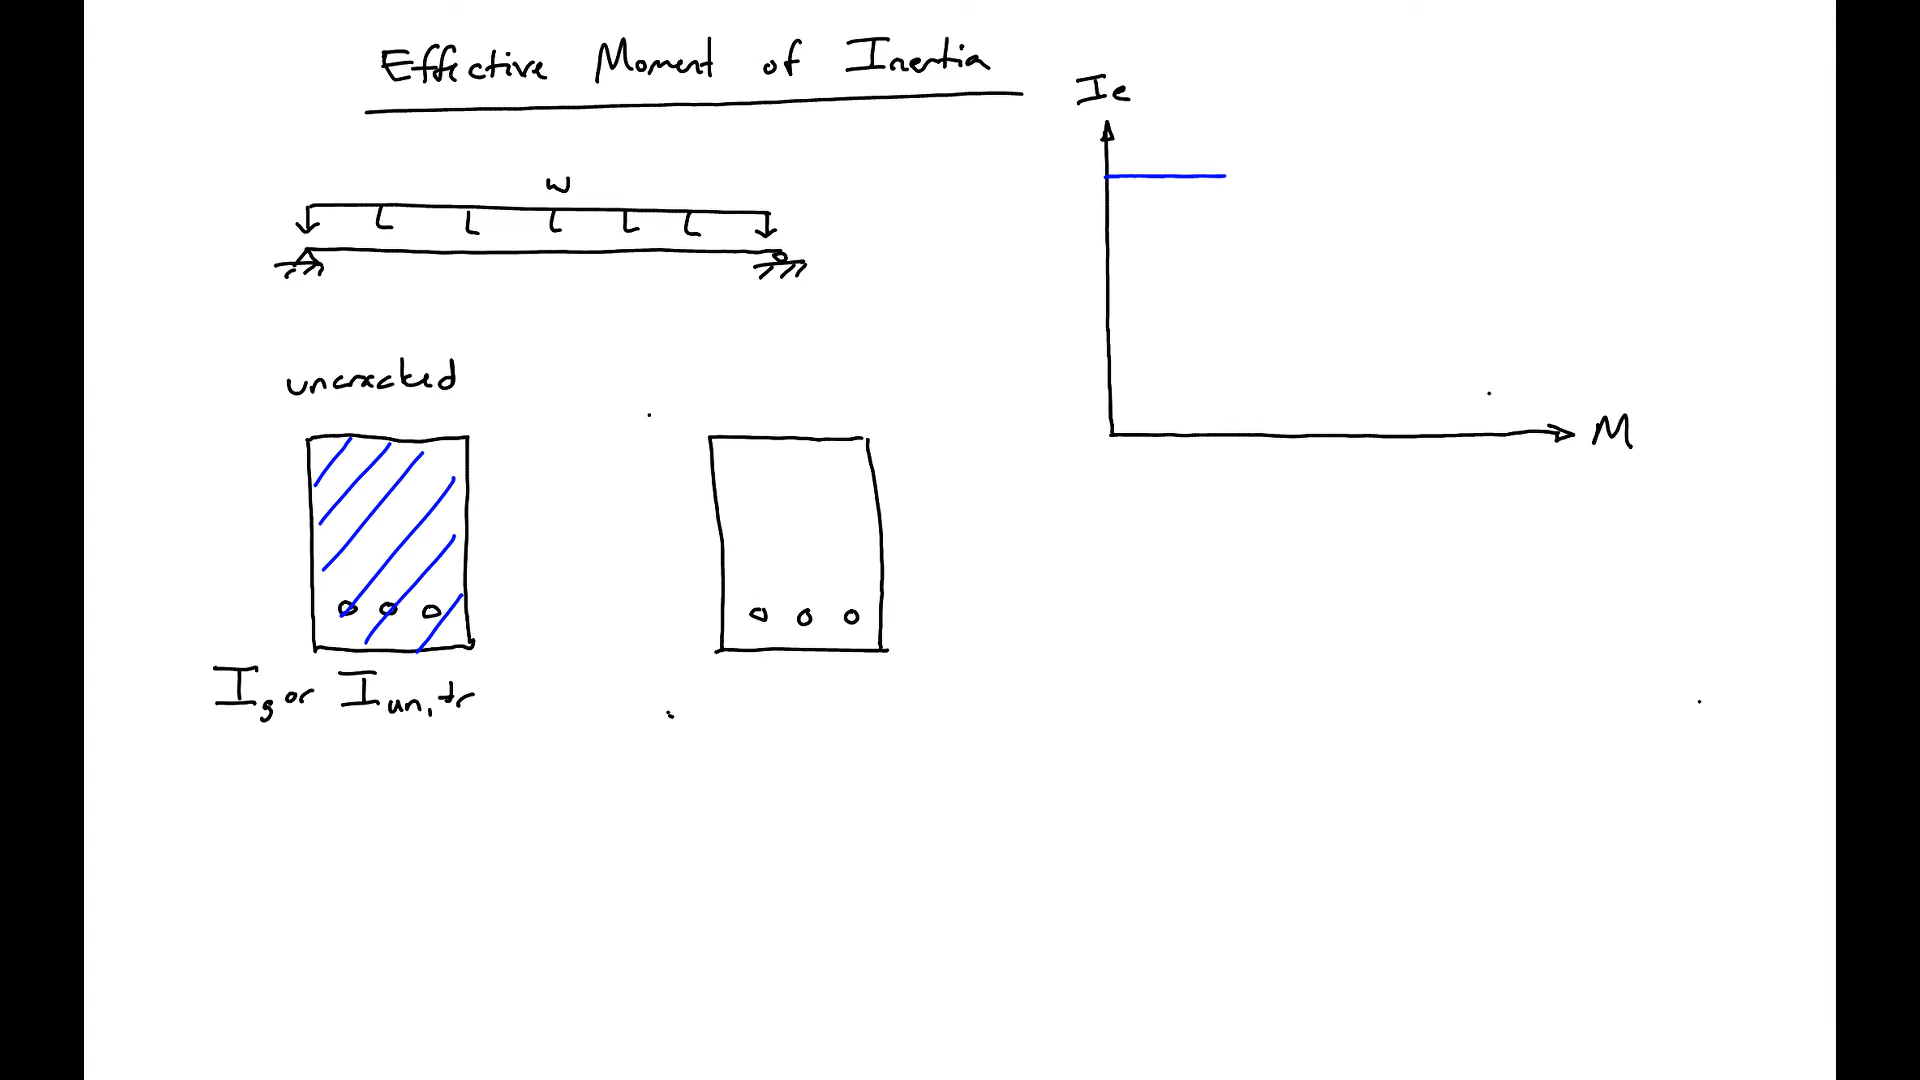 Effective Moment of Inertia
Ie
w
uncracked
M
Ig or Iun,tr